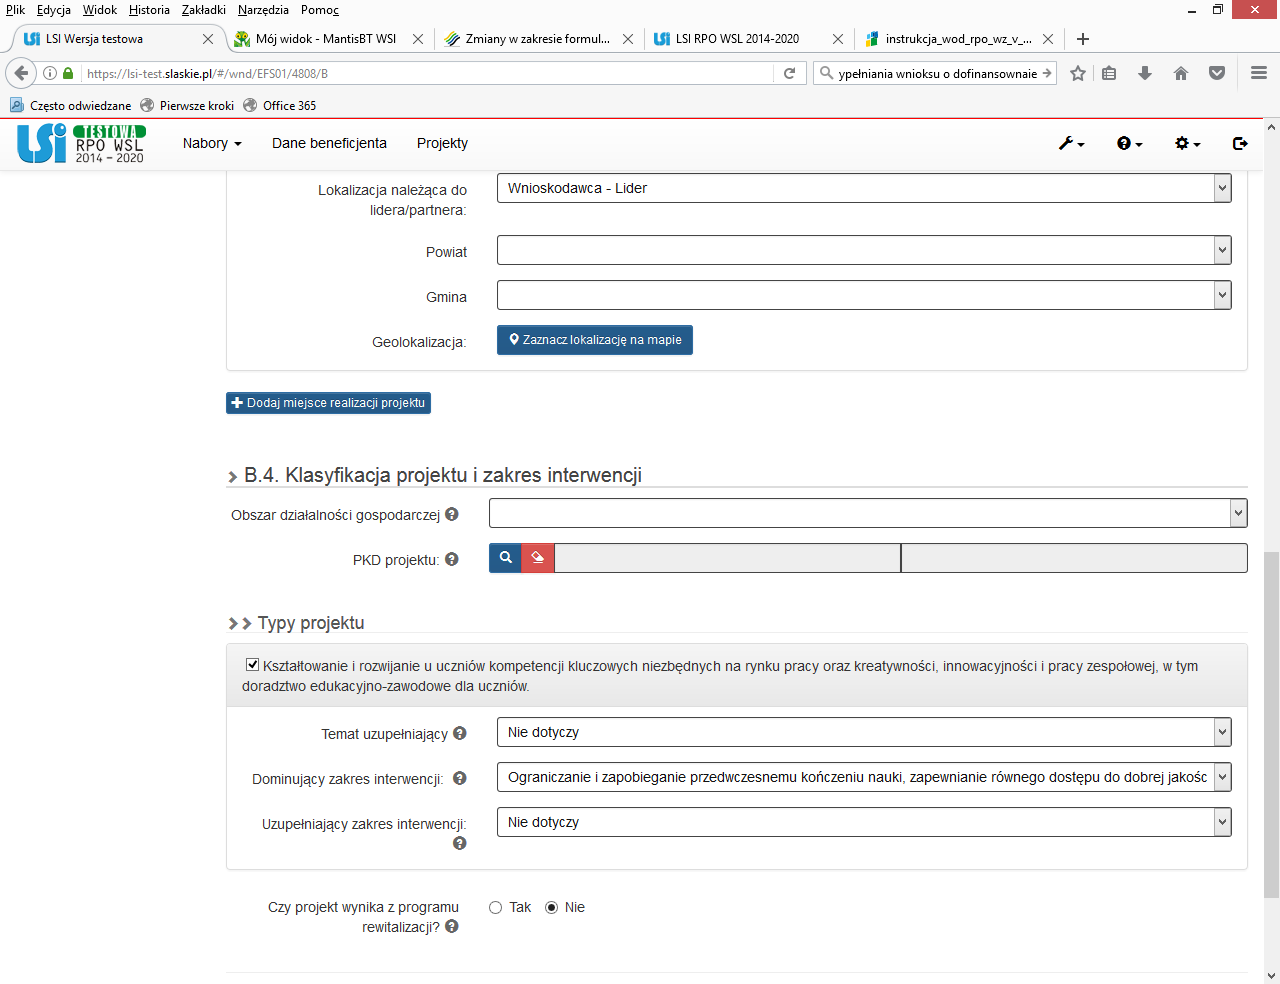 Plik Edycja Widok Historia Zakładki Narzędzia Pomoc
LSI Wersja testowa
Mój widok - MantisBT WSI
Zmiany w zakresie formul...
LSI RPO WSL 2014-2020
instrukcja_wod_rpo_wz_v_...
https://lsi-test.slaskie.pl/#/wnd/EFS01/4808/B
ypełniania wnioksu o dofinansownaie
Często odwiedzane Pierwsze kroki Office 365
LSI TESTOWA
RPO WSL
2014 – 2020
Nabory Dane beneficjenta Projekty
Lokalizacja należąca do
lidera/partnera:
Wnioskodawca - Lider
Powiat
Gmina
Geolokalizacja:
Zaznacz lokalizację na mapie
Dodaj miejsce realizacji projektu
B.4. Klasyfikacja projektu i zakres interwencji
Obszar działalności gospodarczej
PKD projektu:
Typy projektu
Kształtowanie i rozwijanie u uczniów kompetencji kluczowych niezbędnych na rynku pracy oraz kreatywności, innowacyjności i pracy zespołowej, w tym
doradztwo edukacyjno-zawodowe dla uczniów.
Temat uzupełniający
Nie dotyczy
Dominujący zakres interwencji:
Ograniczanie i zapobieganie przedwczesnemu kończeniu nauki, zapewnianie równego dostępu do dobrej jakośc
Uzupełniający zakres interwencji:
Nie dotyczy
Czy projekt wynika z programu
rewitalizacji?
Tak Nie